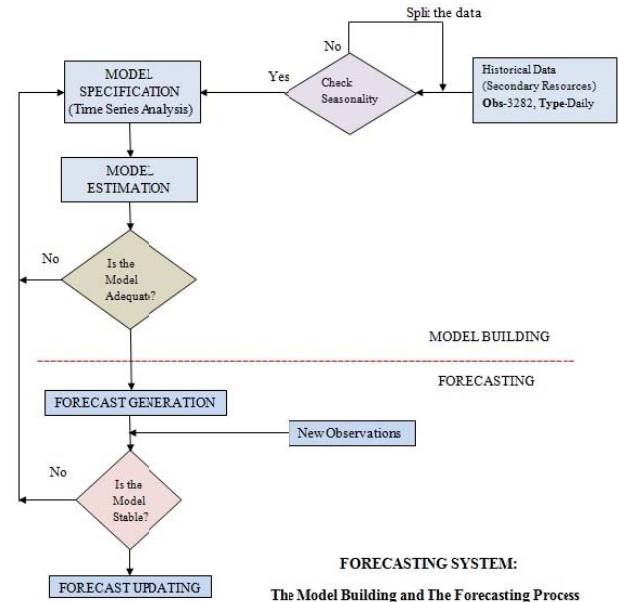 Split the data
No
MODEL
SPECIFICATION
(Time Series Analysis)
Yes
Check
Seasonality
Historical Data
(Secondary Resources)
Obs-3282, Type-Daily
MODEL
ESTIMATION
No
Is the
Model
Adequate?
MODEL BUILDING
FORECASTING
FORECAST GENERATION
New Observations
No
Is the
Model
Stable?
FORECAST UPDATING
FORECASTING SYSTEM:
The Model Building and The Forecasting Process